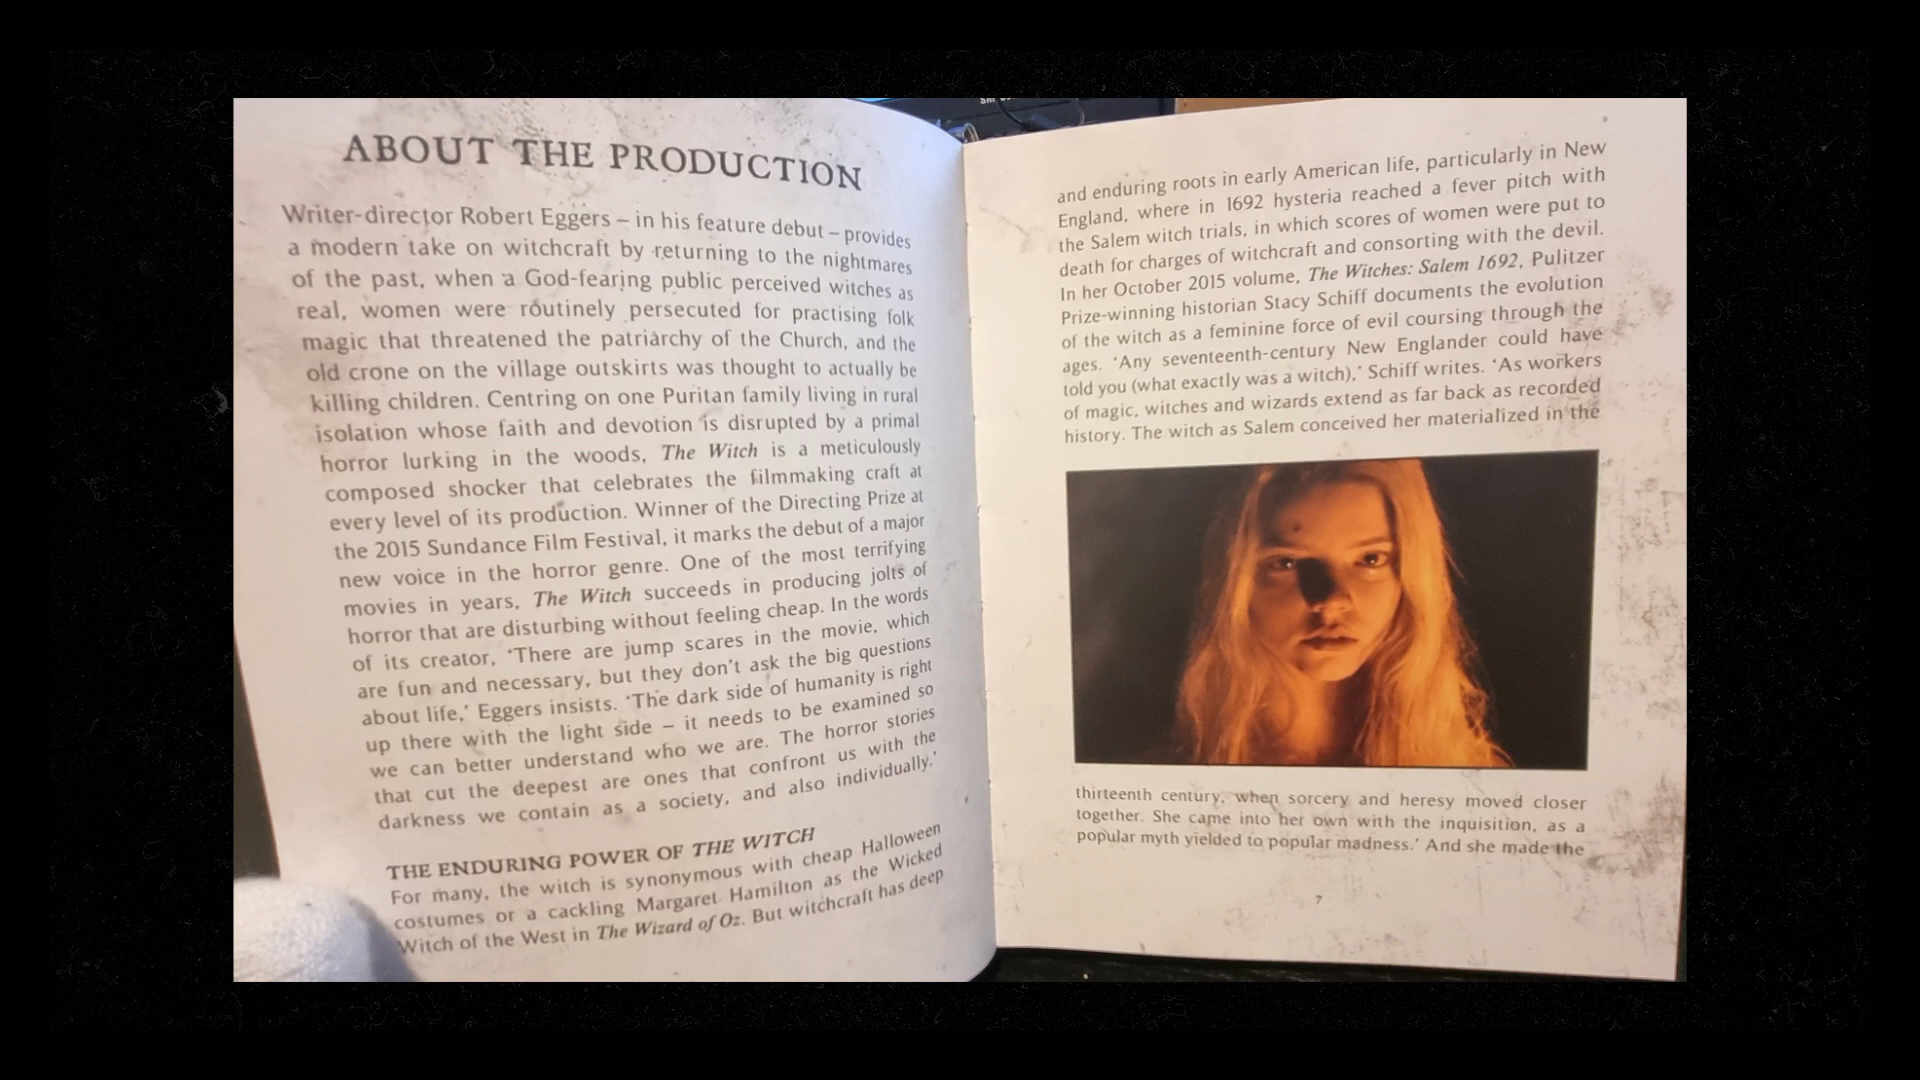 ABOUT THE PRODUCTION
Writer-director Robert Eggers – in his feature debut – provides
a modern take on witchcraft by returning to the nightmares
of the past, when a God-fearing public perceived witches as
real, women were routinely persecuted for practising folk
magic that threatened the patriarchy of the Church, and the
old crone on the village outskirts was thought to actually be
killing children. Centring on one Puritan family living in rural
isolation whose faith and devotion is disrupted by a primal
horror lurking in the woods, The Witch is a meticulously
composed shocker that celebrates the filmmaking craft at
every level of its production. Winner of the Directing Prize at
the 2015 Sundance Film Festival, it marks the debut of a major
new voice in the horror genre. One of the most terrifying
movies in years, The Witch succeeds in producing jolts of
horror that are disturbing without feeling cheap. In the words
of its creator, ‘There are jump scares in the movie, which
are fun and necessary, but they don’t ask the big questions
about life,’ Eggers insists. ‘The dark side of humanity is right
up there with the light side – it needs to be examined so
we can better understand who we are. The horror stories
that cut the deepest are ones that confront us with the
darkness we contain as a society, and also individually.’
THE ENDURING POWER OF THE WITCH
For many, the witch is synonymous with cheap Halloween
costumes or a cackling Margaret Hamilton as the Wicked
Witch of the West in The Wizard of Oz. But witchcraft has deep
and enduring roots in early American life, particularly in New
England, where in 1692 hysteria reached a fever pitch with
the Salem witch trials, in which scores of women were put to
death for charges of witchcraft and consorting with the devil.
In her October 2015 volume, The Witches: Salem 1692, Pulitzer
Prize-winning historian Stacy Schiff documents the evolution
of the witch as a feminine force of evil coursing through the
ages. ‘Any seventeenth-century New Englander could have
told you (what exactly was a witch),’ Schiff writes. ‘As workers
of magic, witches and wizards extend as far back as recorded
history. The witch as Salem conceived her materialized in the
thirteenth century, when sorcery and heresy moved closer
together. She came into her own with the inquisition, as a
popular myth yielded to popular madness.’ And she made the
7